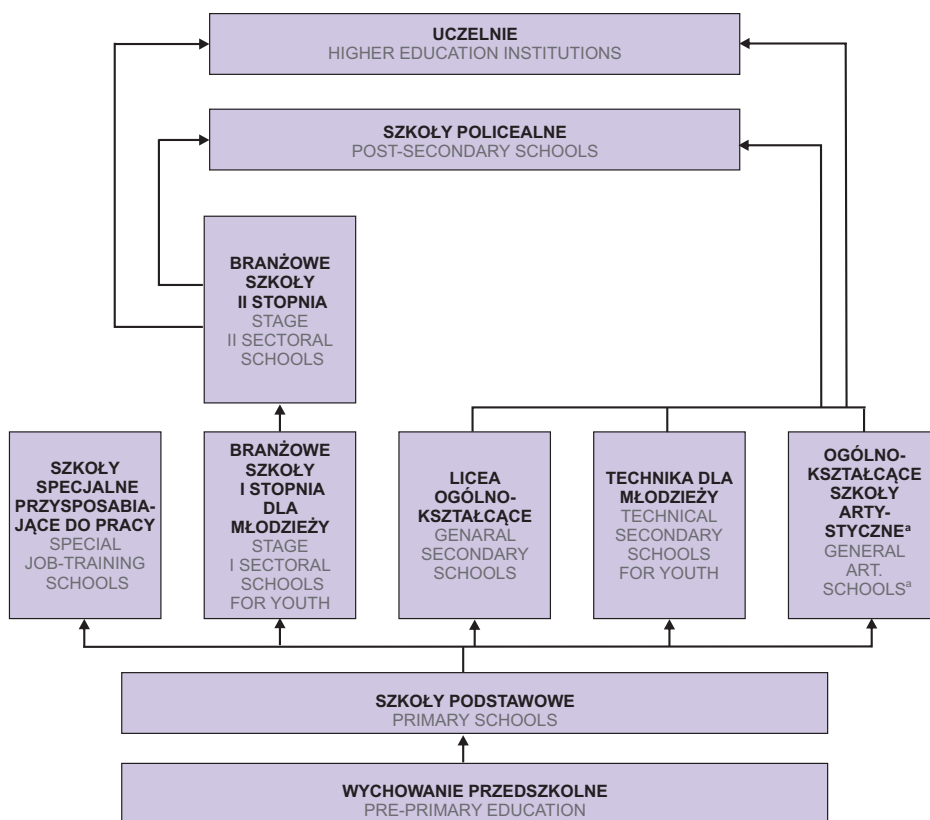 UCZELNIE
HIGHER EDUCATION INSTITUTIONS
SZKOŁY POLICEALNE
POST-SECONDARY SCHOOLS
BRANŻOWE
SZKOŁY
II STOPNIA
STAGE
II SECTORAL
SCHOOLS
SZKOŁY
SPECJALNE
PRZYSPOSABIA-
JĄCE DO PRACY
SPECIAL
JOB-TRAINING
SCHOOLS
BRANŻOWE
SZKOŁY
I STOPNIA
DLA
MŁODZIEŻY
STAGE
I SECTORAL
SCHOOLS
FOR YOUTH
LICEA
OGÓLNO-
KSZTAŁCĄCE
GENARAL
SECONDARY
SCHOOLS
TECHNIKA DLA
MŁODZIEŻY
TECHNICAL
SECONDARY
SCHOOLS
FOR YOUTH
OGÓLNO-
KSZTAŁCĄCE
SZKOŁY
ARTY-
STYCZNEᵃ
GENERAL
ART.
SCHOOLSᵃ
SZKOŁY PODSTAWOWE
PRIMARY SCHOOLS
WYCHOWANIE PRZEDSZKOLNE
PRE-PRIMARY EDUCATION